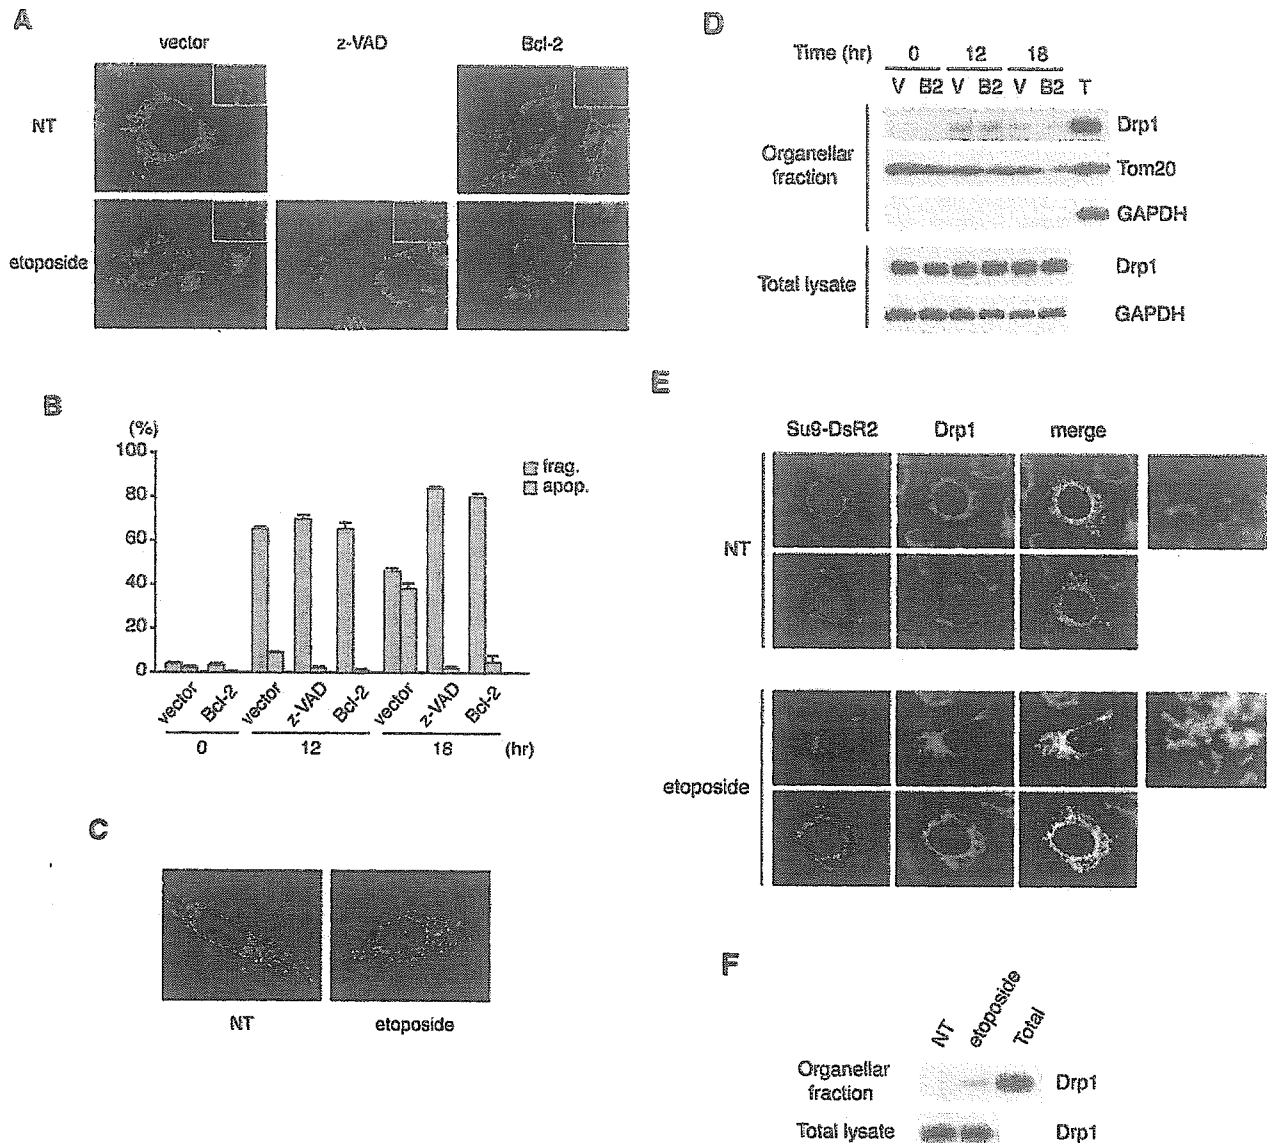 A
vector z-VAD Bcl-2
NT
etoposide
B
(%)
100
80
60
40
20
0
frag.
apop.
vector Bcl-2 vector z-VAD Bcl-2 vector z-VAD Bcl-2
0 12 18 (hr)
C
NT etoposide
D
Time (hr) 0 12 18
V B2 V B2 V B2 T
Organellar
fraction
Drp1
Tom20
GAPDH
Total lysate
Drp1
GAPDH
E
Su9-DsR2 Drp1 merge
NT
etoposide
F
NT etoposide Total
Organellar
fraction
Drp1
Total lysate Drp1